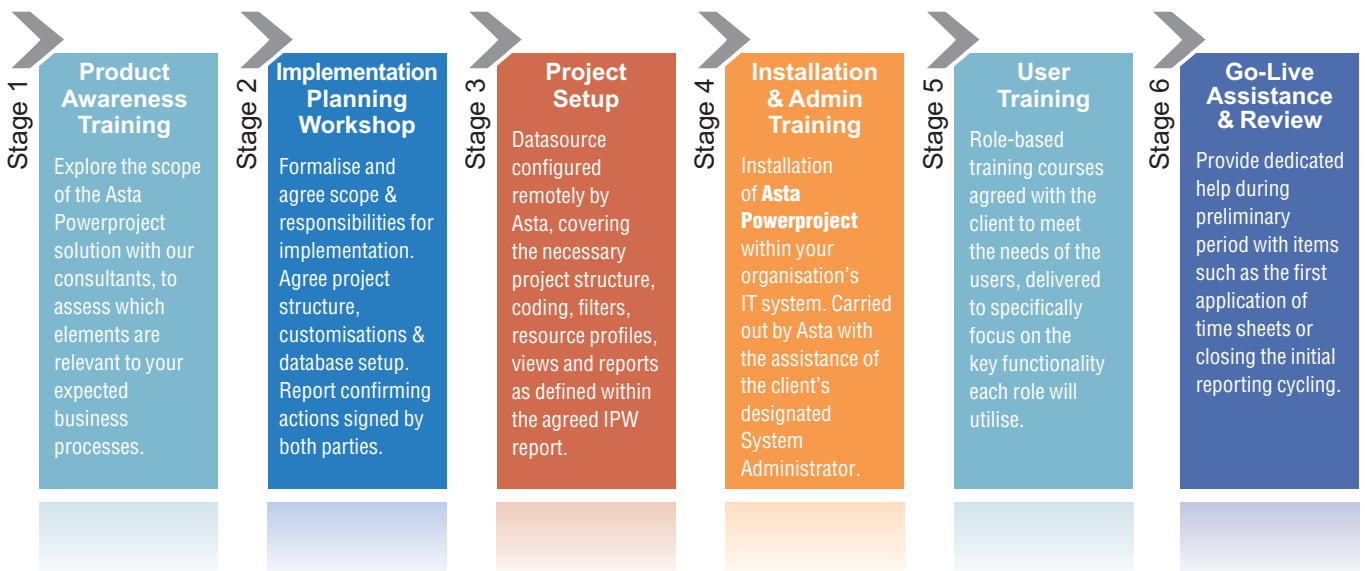 Stage 1
Product
Awareness
Training
Explore the scope
of the Asta
Powerproject
solution with our
consultants, to
assess which
elements are
relevant to your
expected
business
processes.
Stage 2
Implementation
Planning
Workshop
Formalise and
agree scope &
responsibilities for
implementation.
Agree project
structure,
customisations &
database setup.
Report confirming
actions signed by
both parties.
Stage 3
Project
Setup
Datasource
configured
remotely by
Asta, covering
the necessary
project structure,
coding, filters,
resource profiles,
views and reports
as defined within
the agreed IPW
report.
Stage 4
Installation
& Admin
Training
Installation
of Asta
Powerproject
within your
organisation's
IT system. Carried
out by Asta with
the assistance of
the client's
designated
System
Administrator.
Stage 5
User
Training
Role-based
training courses
agreed with the
client to meet
the needs of the
users, delivered
to specifically
focus on the
key functionality
each role will
utilise.
Stage 6
Go-Live
Assistance
& Review
Provide dedicated
help during
preliminary
period with items
such as the first
application of
time sheets or
closing the initial
reporting cycling.